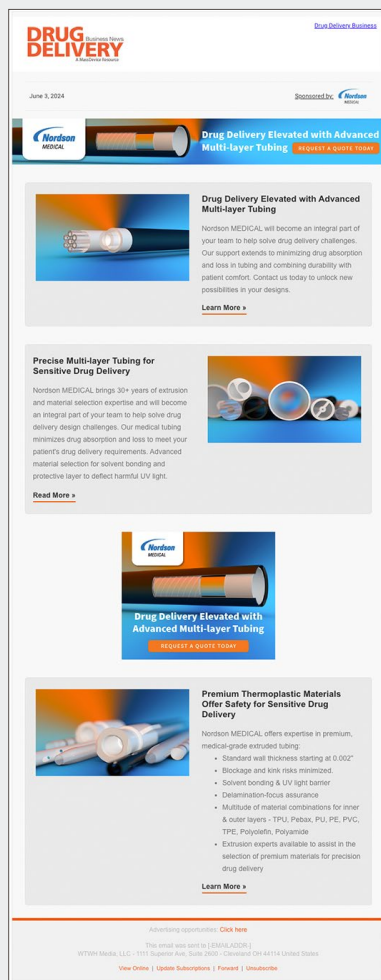 Drug Delivery Business
DRUG
Business News
DELIVERY
A MassDevice Resource
June 3, 2024
Sponsored by:
Nordson
MEDICAL
Nordson
MEDICAL
Drug Delivery Elevated with Advanced
Multi-layer Tubing
REQUEST A QUOTE TODAY
Drug Delivery Elevated with Advanced
Multi-layer Tubing
Nordson MEDICAL will become an integral part of
your team to help solve drug delivery challenges.
Our support extends to minimizing drug absorption
and loss in tubing and combining durability with
patient comfort. Contact us today to unlock new
possibilities in your designs.
Learn More »
Precise Multi-layer Tubing for
Sensitive Drug Delivery
Nordson MEDICAL brings 30+ years of extrusion
and material selection expertise and will become
an integral part of your team to help solve drug
delivery design challenges. Our medical tubing
minimizes drug absorption and loss to meet your
patient's drug delivery requirements. Advanced
material selection for solvent bonding and
protective layer to deflect harmful UV light.
Read More »
Nordson
MEDICAL
Drug Delivery Elevated with
Advanced Multi-layer Tubing
REQUEST A QUOTE TODAY
Premium Thermoplastic Materials
Offer Safety for Sensitive Drug
Delivery
Nordson MEDICAL offers expertise in premium,
medical-grade extruded tubing:
• Standard wall thickness starting at 0.002"
• Blockage and kink risks minimized.
• Solvent bonding & UV light barrier
• Delamination-focus assurance
• Multitude of material combinations for inner
& outer layers - TPU, Pebax, PU, PE, PVC,
TPE, Polyolefin, Polyamide
• Extrusion experts available to assist in the
selection of premium materials for precision
drug delivery
Learn More »
Advertising opportunities: Click here
This email was sent to [-EMAILADDR-]
WTWH Media, LLC - 1111 Superior Ave, Suite 2600 - Cleveland OH 44114 United States
View Online | Update Subscriptions | Forward | Unsubscribe